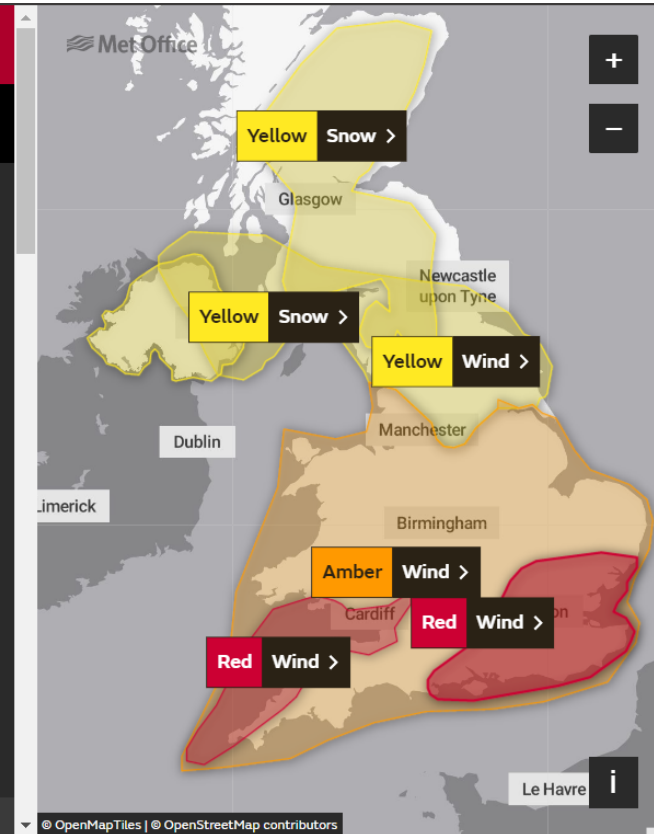 Met Office
+
−
Yellow Snow >
Glasgow
Newcastle
upon Tyne
Yellow Snow >
Yellow Wind >
Manchester
Dublin
Limerick
Birmingham
Amber Wind >
Cardiff
Red Wind >
on
Red Wind >
Le Havre
i
© OpenMapTiles | © OpenStreetMap contributors